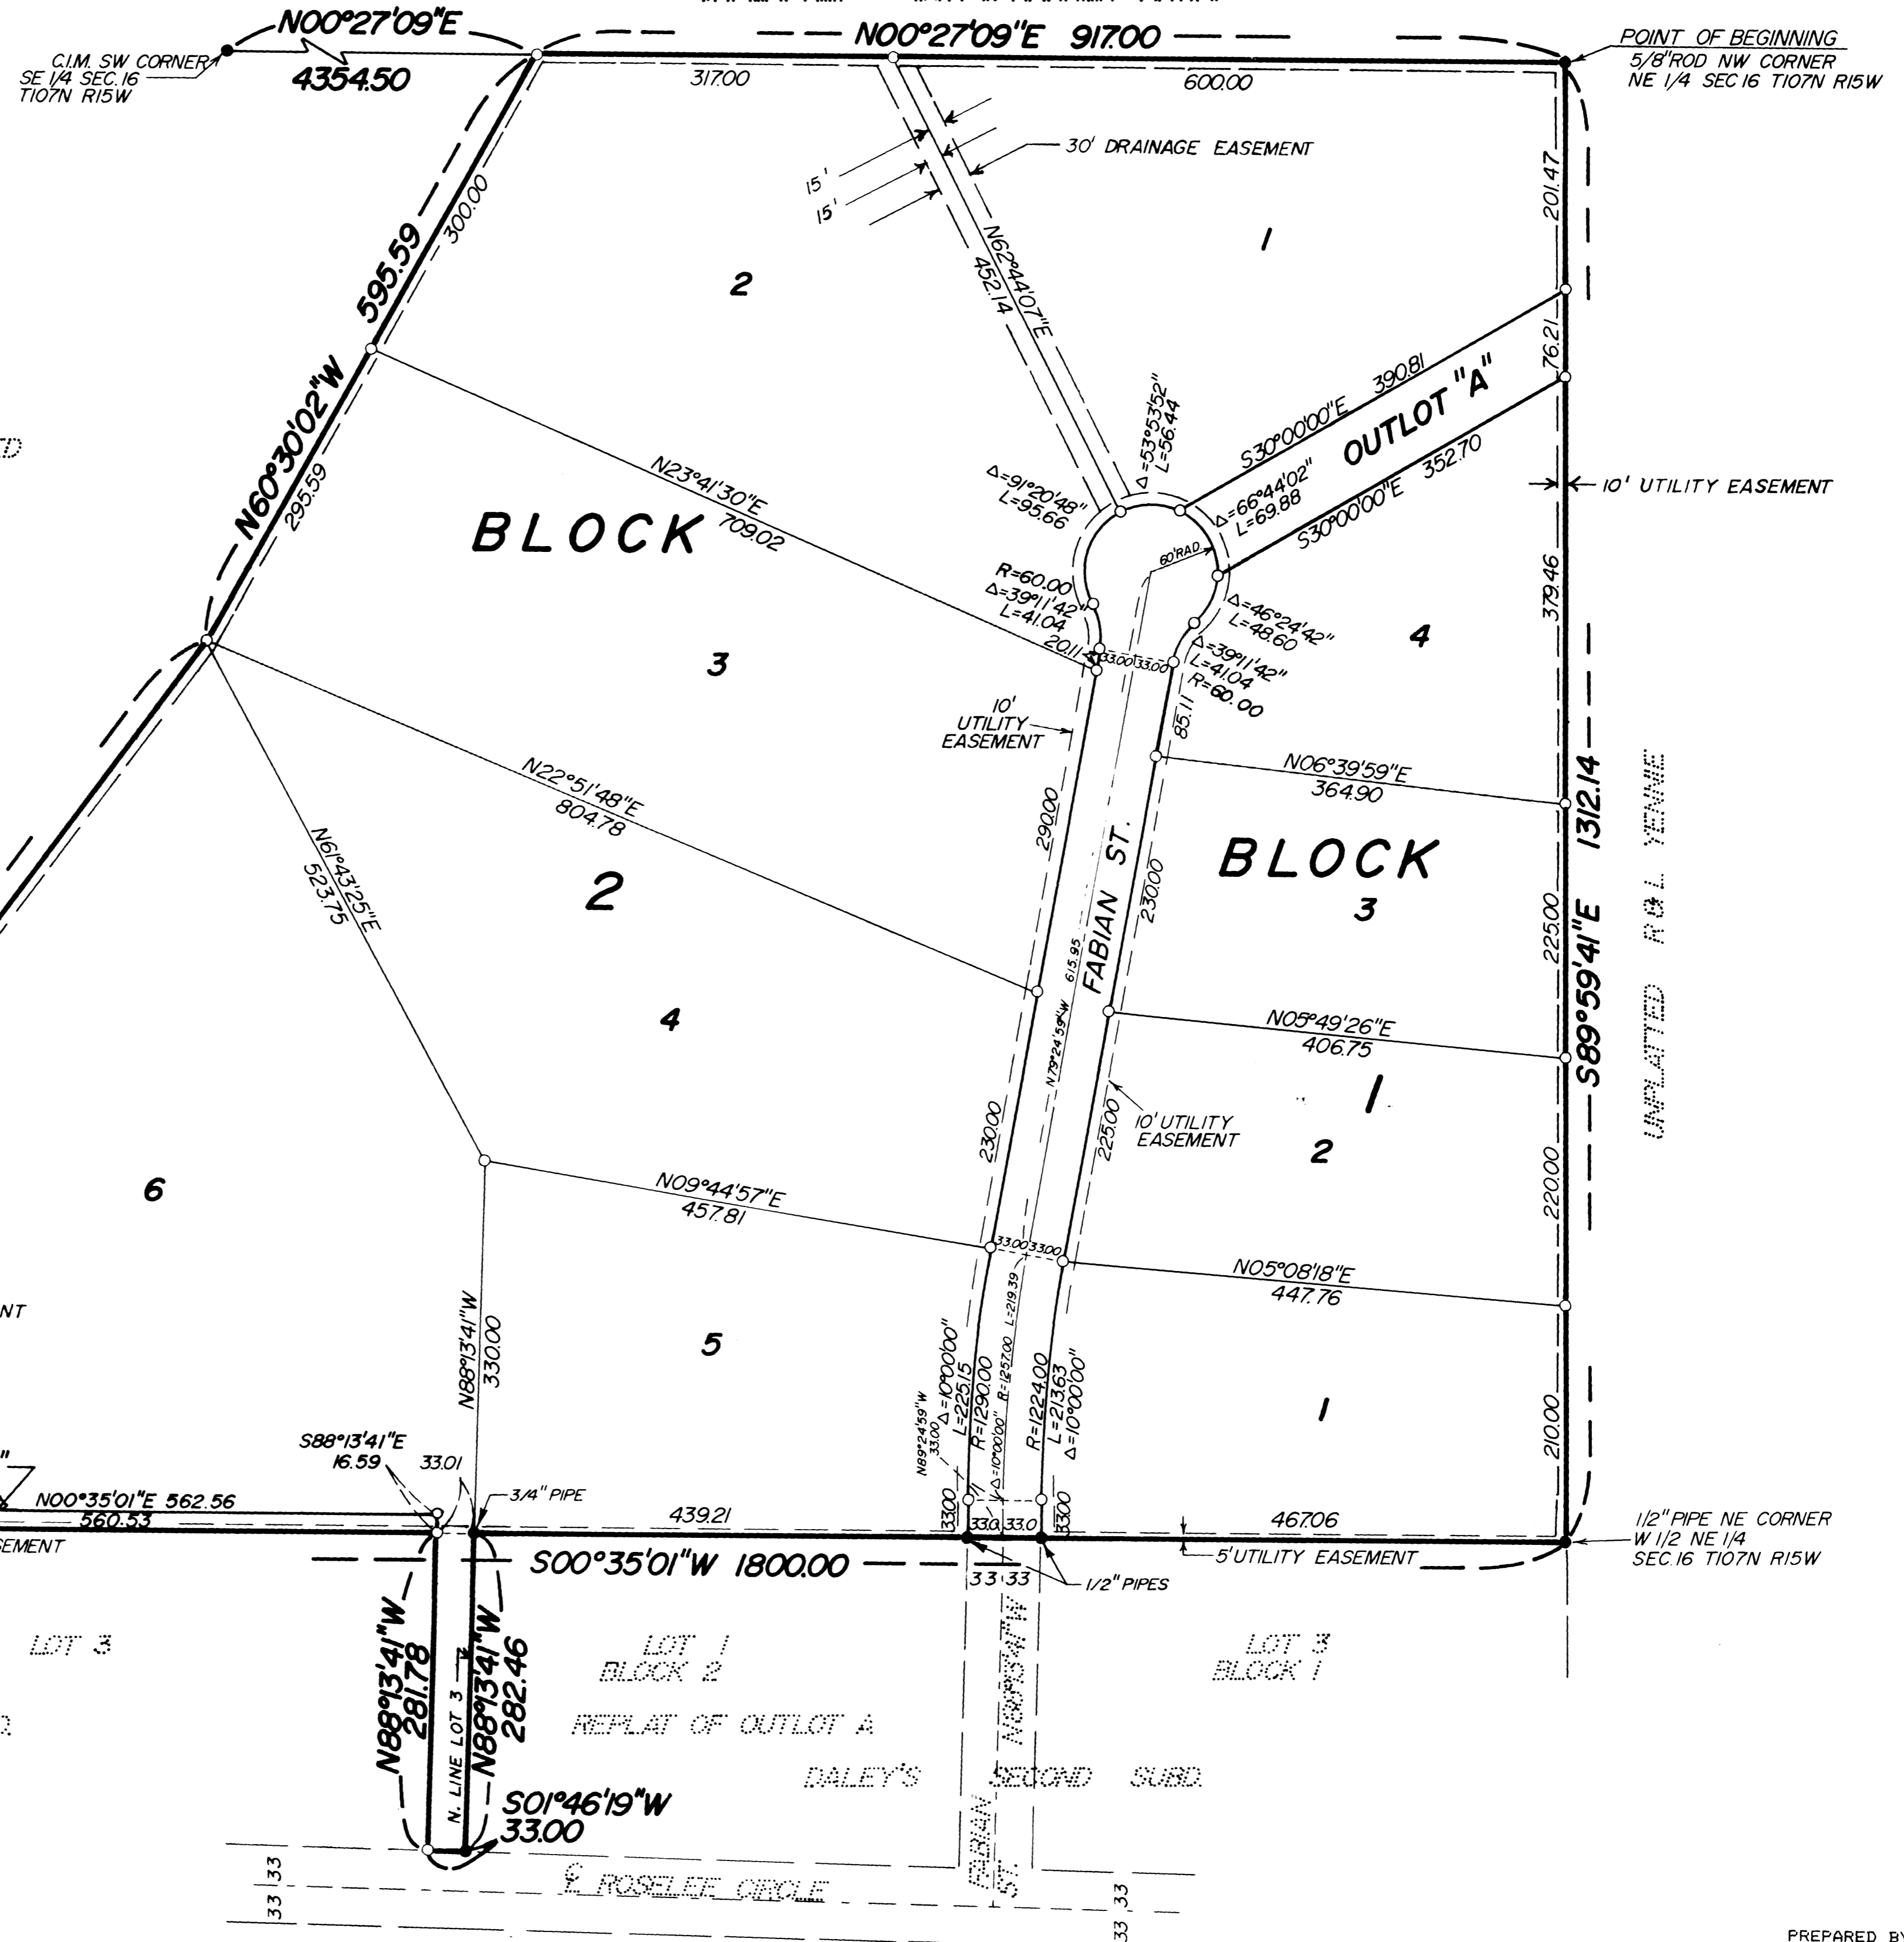 N00°27'09"E
4354.50
C.I.M. SW CORNER
SE 1/4 SEC. 16
T107N R15W
N00°27'09"E 917.00
317.00
600.00
POINT OF BEGINNING
5/8"ROD NW CORNER
NE 1/4 SEC 16 T107N R15W
30' DRAINAGE EASEMENT
15'
15'
201.47
300.00
595.59
N60°30'02"W
295.59
2
1
N62°44'07"E
452.14
76.21
S30°00'00"E 390.81
OUTLOT "A"
S30°00'00"E 352.70
Δ=53°53'52"
L=56.44
Δ=66°44'02"
L=69.88
Δ=91°20'48"
L=95.66
10' UTILITY EASEMENT
N23°41'30"E
709.02
BLOCK
60'RAD.
R=60.00
Δ=39°11'42"
L=41.04
20.11
33.00 33.00
Δ=46°24'42"
L=48.60
Δ=39°11'42"
L=41.04
R=60.00
379.46
4
3
10'
UTILITY
EASEMENT
85.11
N06°39'59"E
364.90
N22°51'48"E
804.78
290.00
FABIAN ST.
230.00
BLOCK
3
S89°59'41"E 1312.14
UNPLATTED R&L YENNIE
225.00
N61°43'25"E
523.75
2
N79°24'59"W 615.95
4
N05°49'26"E
406.75
1
10' UTILITY
EASEMENT
2
230.00
225.00
220.00
6
N09°44'57"E
457.81
33.00 33.00
N05°08'18"E
447.76
N88°13'41"W
330.00
5
Δ=10°00'00"
L=225.15
R=1290.00
Δ=10°00'00" R=1257.00 L=219.39
R=1224.00
L=213.63
Δ=10°00'00"
N89°24'59"W
33.00
1
210.00
NT
S88°13'41"E
16.59
33.01
3/4" PIPE
N00°35'01"E 562.56
560.53
439.21
33.00
33.0 33.0
33.00
467.06
EMENT
S00°35'01"W 1800.00
33 33
1/2" PIPES
5' UTILITY EASEMENT
1/2" PIPE NE CORNER
W 1/2 NE 1/4
SEC. 16 T107N R15W
LOT 3
N88°13'41"W
281.78
N. LINE LOT 3
N88°13'41"W
282.46
LOT 1
BLOCK 2
LOT 3
BLOCK 1
REPLAT OF OUTLOT A
DALEY'S SECOND SUBD.
S01°46'19"W
33.00
FABIAN
ST.
33
33
℄ ROSELEE CIRCLE
33
33
PREPARED BY